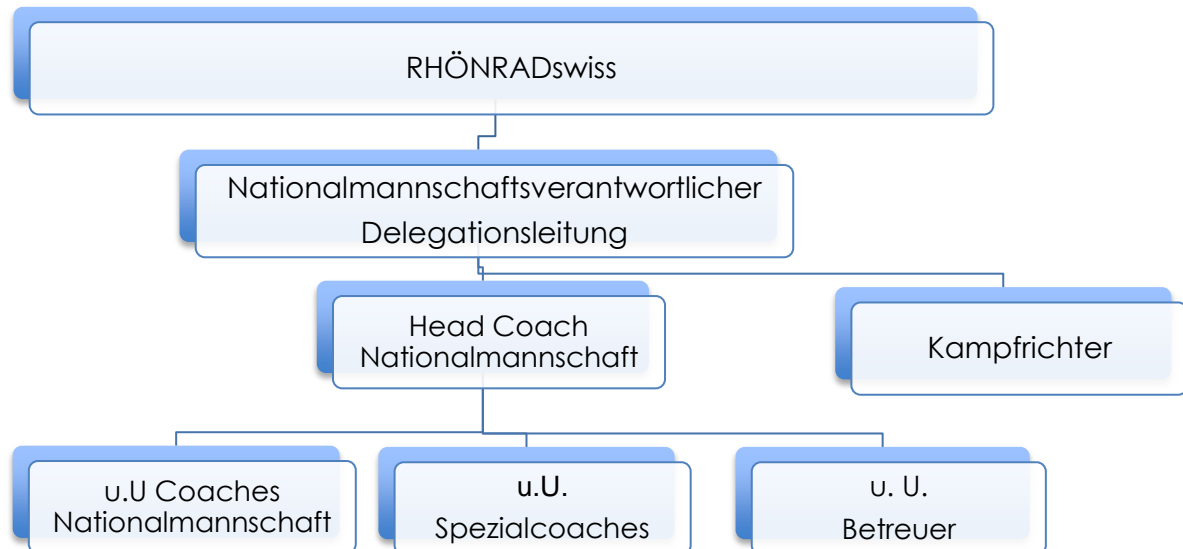 RHÖNRADswiss
Nationalmannschaftsverantwortlicher
Delegationsleitung
Head Coach
Nationalmannschaft
Kampfrichter
u.U Coaches
Nationalmannschaft
u.U.
Spezialcoaches
u. U.
Betreuer